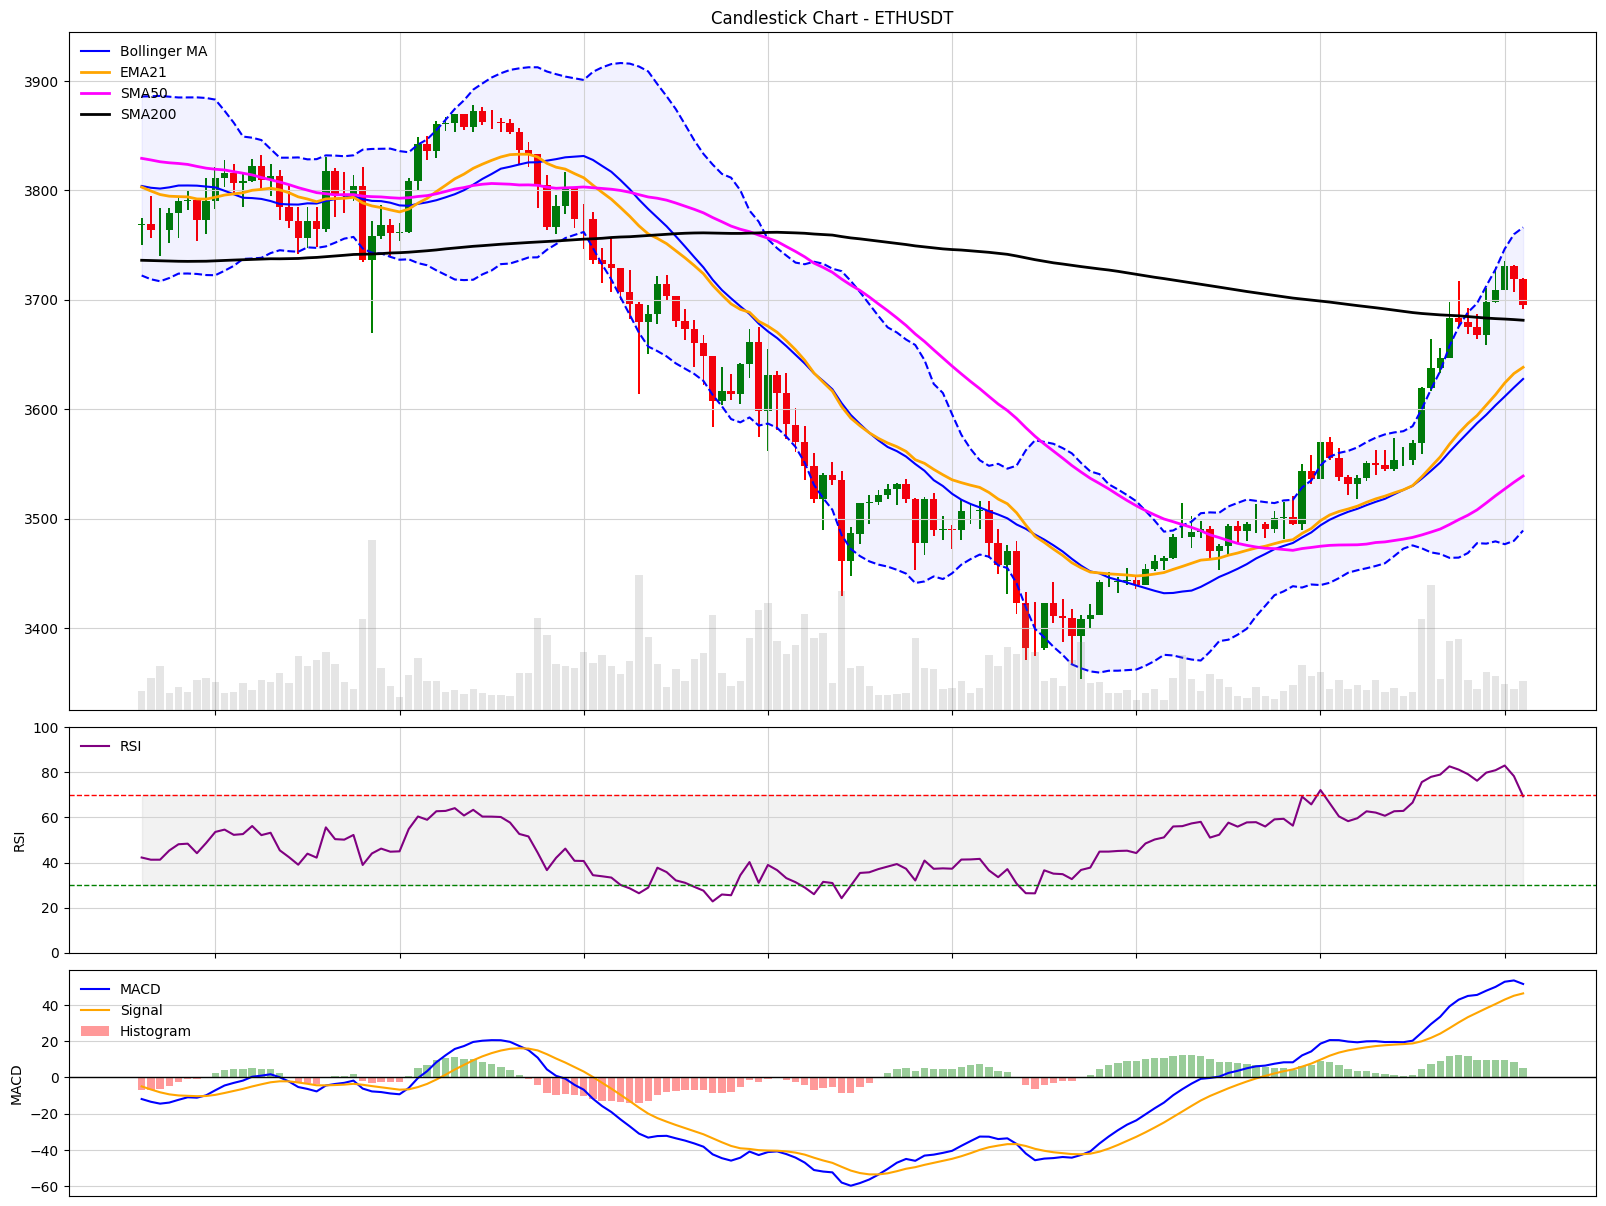 Candlestick Chart - ETHUSDT
Bollinger MA
EMA21
SMA50
SMA200
3900
3800
3700
3600
3500
3400
RSI
100
80
60
40
20
0
RSI
MACD
Signal
Histogram
40
20
0
−20
−40
−60
MACD